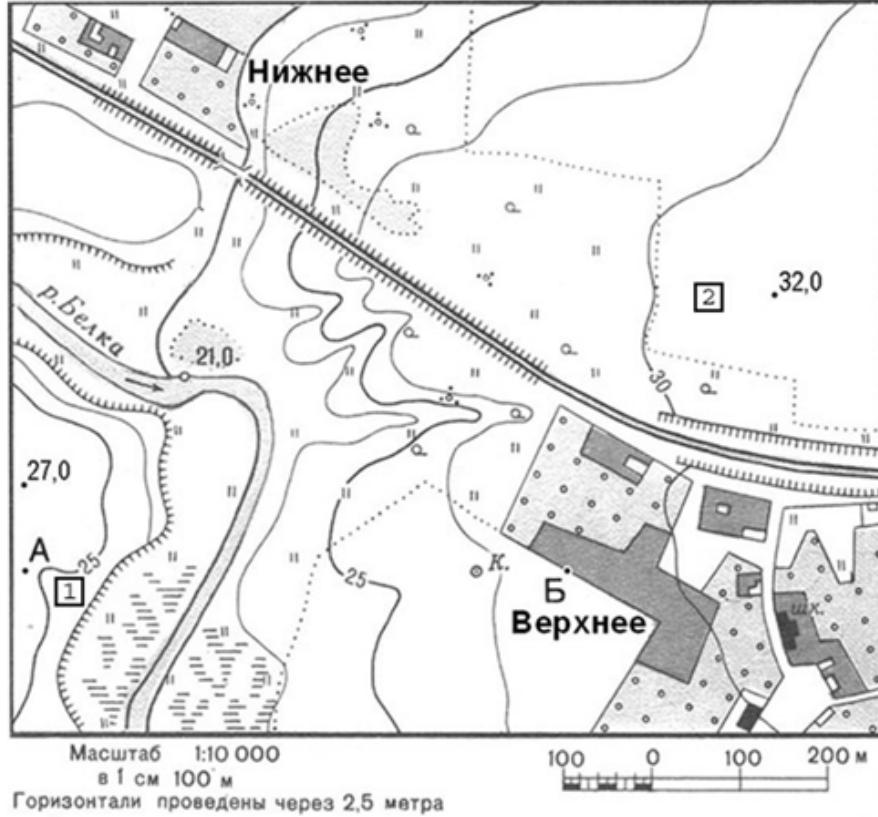 Нижнее
р. Белка
21,0
2
32,0
30
27,0
А
25
1
25
К.
Б
Верхнее
шк.
Масштаб 1:10 000
в 1 см 100 м
Горизонтали проведены через 2,5 метра
100 0 100 200 м